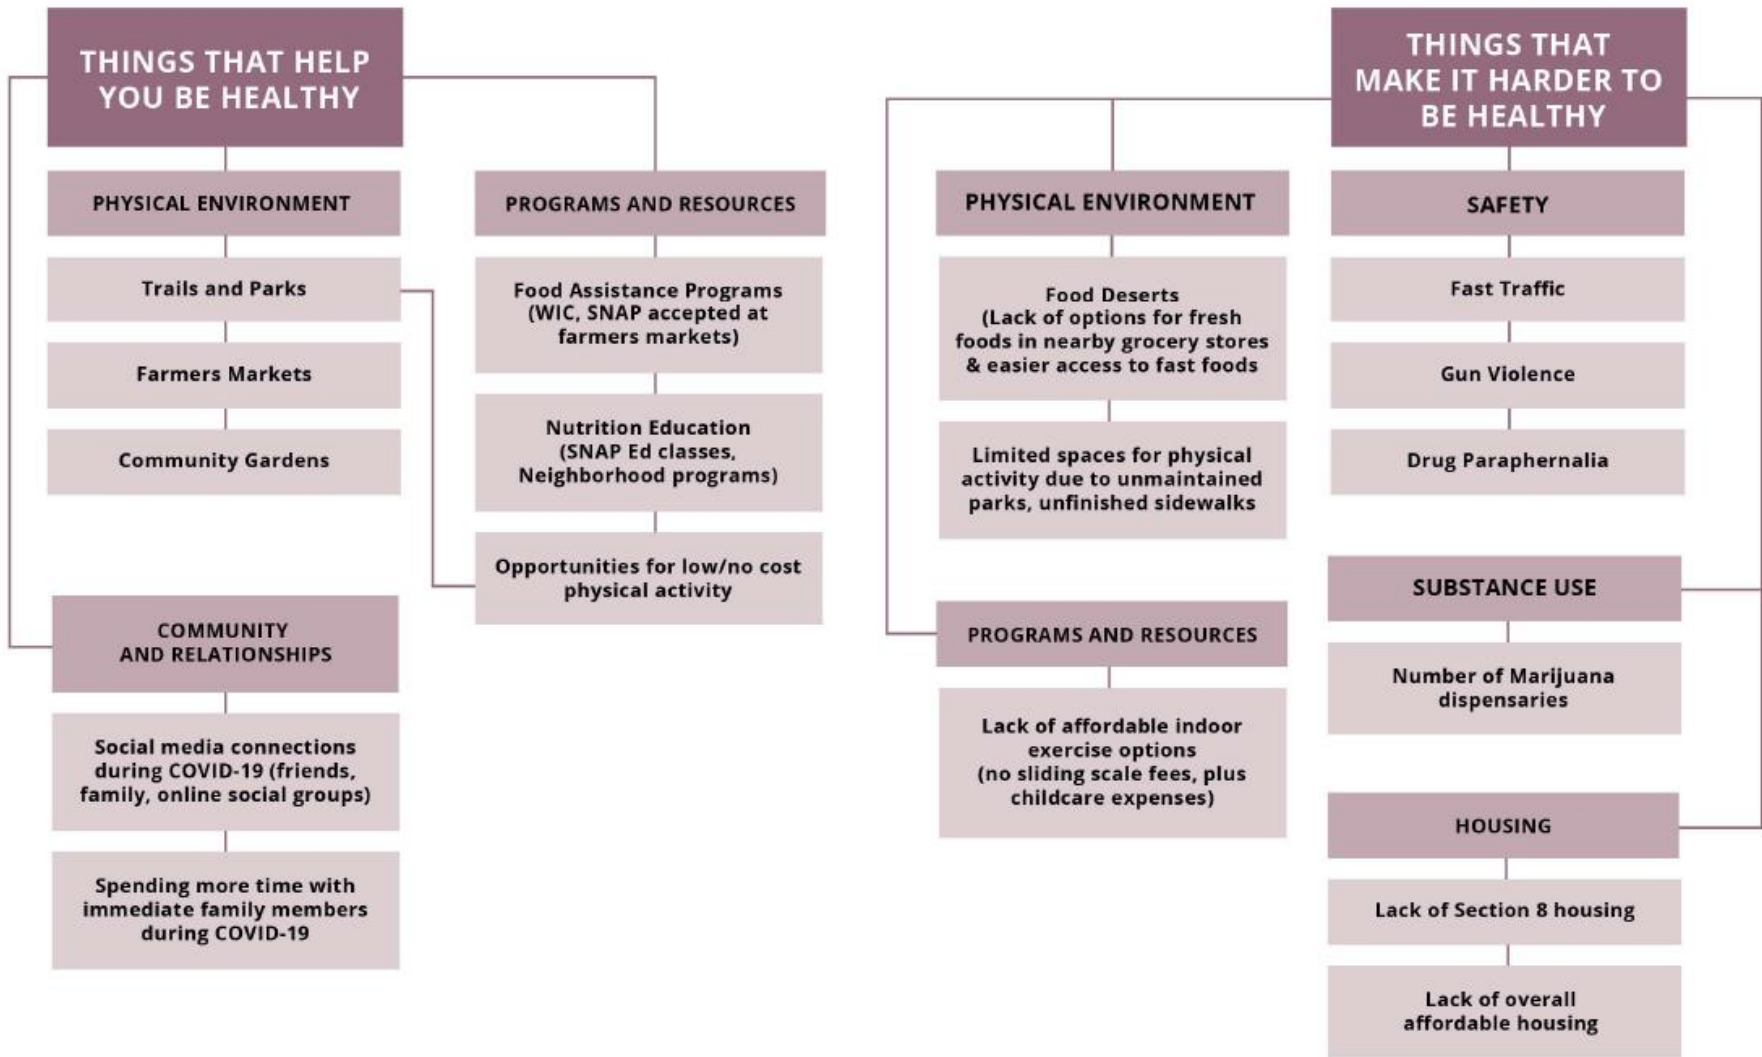 THINGS THAT HELP
YOU BE HEALTHY
PHYSICAL ENVIRONMENT
Trails and Parks
Farmers Markets
Community Gardens
COMMUNITY
AND RELATIONSHIPS
Social media connections
during COVID-19 (friends,
family, online social groups)
Spending more time with
immediate family members
during COVID-19
PROGRAMS AND RESOURCES
Food Assistance Programs
(WIC, SNAP accepted at
farmers markets)
Nutrition Education
(SNAP Ed classes,
Neighborhood programs)
Opportunities for low/no cost
physical activity
THINGS THAT
MAKE IT HARDER TO
BE HEALTHY
PHYSICAL ENVIRONMENT
Food Deserts
(Lack of options for fresh
foods in nearby grocery stores
& easier access to fast foods
Limited spaces for physical
activity due to unmaintained
parks, unfinished sidewalks
PROGRAMS AND RESOURCES
Lack of affordable indoor
exercise options
(no sliding scale fees, plus
childcare expenses)
SAFETY
Fast Traffic
Gun Violence
Drug Paraphernalia
SUBSTANCE USE
Number of Marijuana
dispensaries
HOUSING
Lack of Section 8 housing
Lack of overall
affordable housing